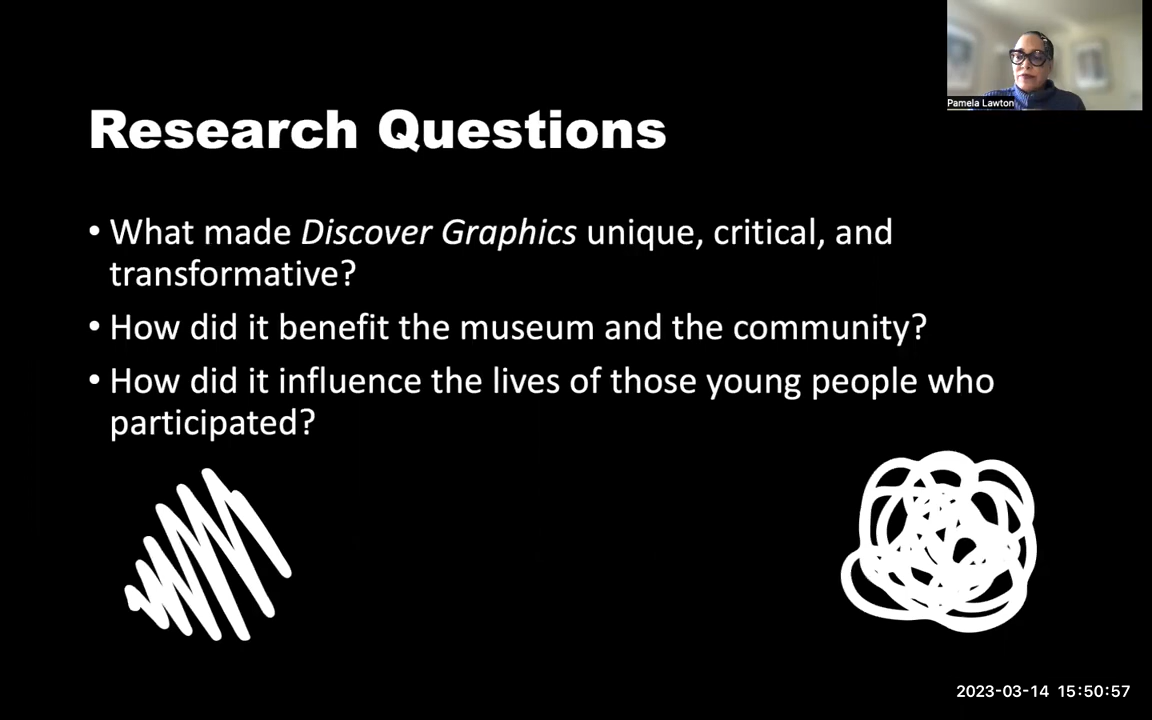 Pamela Lawton
Research Questions
• What made Discover Graphics unique, critical, and
transformative?
• How did it benefit the museum and the community?
• How did it influence the lives of those young people who
participated?
2023-03-14 15:50:57